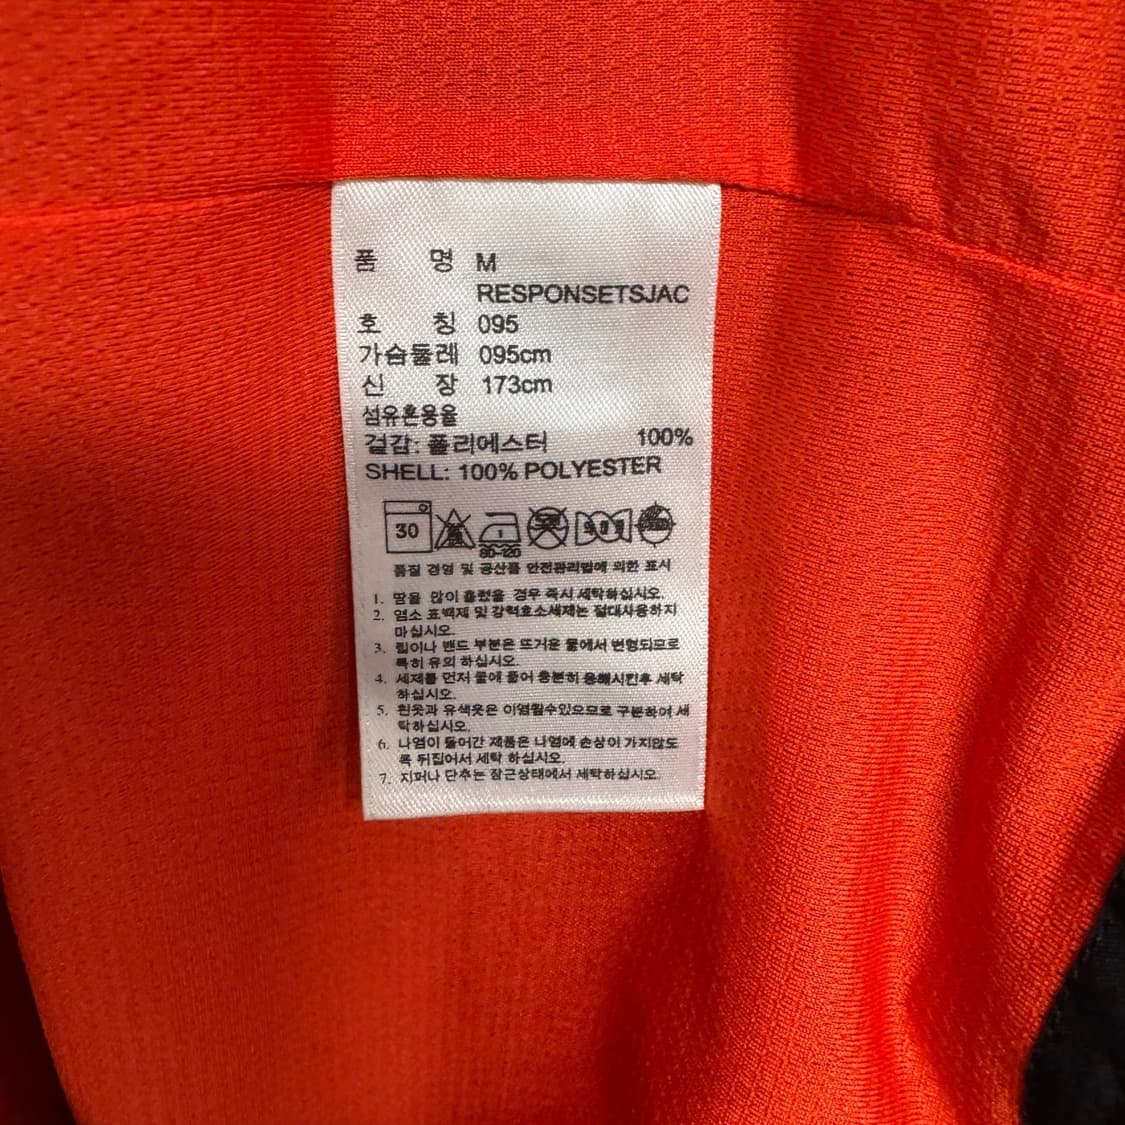 품 명 M
RESPONSETSJAC
호 칭 095
가슴둘레 095cm
신 장 173cm
섬유혼용율
겉감: 폴리에스터 100%
SHELL: 100% POLYESTER
30
80-120
품질 경영 및 공산품 안전관리법에 의한 표시
1. 땀을 많이 흘렸을 경우 즉시 세탁하십시오.
2. 염소 표백제 및 강력효소세제는 절대사용하지
마십시오.
3. 립이나 밴드 부분은 뜨거운 물에서 변형되므로
특히 유의 하십시오.
4. 세제를 먼저 물에 풀어 충분히 용해시킨후 세탁
하십시오.
5. 흰옷과 유색옷은 이염될수있으므로 구분하여 세
탁하십시오.
6. 나염이 들어간 제품은 나염에 손상이 가지않도
록 뒤집어서 세탁 하십시오.
7. 지퍼나 단추는 잠근상태에서 세탁하십시오.